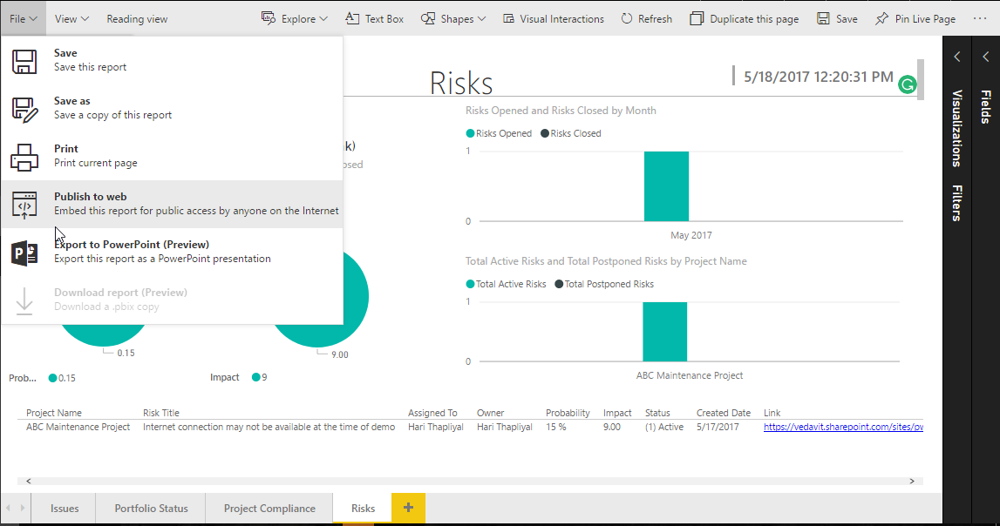 File View Reading view Explore Text Box Shapes Visual Interactions Refresh Duplicate this page Save Pin Live Page ...
Save
Save this report
Save as
Save a copy of this report
Print
Print current page
Publish to web
Embed this report for public access by anyone on the Internet
Export to PowerPoint (Preview)
Export this report as a PowerPoint presentation
Download report (Preview)
Download a .pbix copy
Risks
5/18/2017 12:20:31 PM
k)
osed
0.15
9.00
Prob... 0.15
Impact 9
Risks Opened and Risks Closed by Month
Risks Opened Risks Closed
1
0
May 2017
Total Active Risks and Total Postponed Risks by Project Name
Total Active Risks Total Postponed Risks
1
0
ABC Maintenance Project
Project Name Risk Title Assigned To Owner Probability Impact Status Created Date Link
ABC Maintenance Project Internet connection may not be available at the time of demo Hari Thapliyal Hari Thapliyal 15 % 9.00 (1) Active 5/17/2017 https://vedavit.sharepoint.com/sites/pv
Visualizations
Filters
Fields
Issues Portfolio Status Project Compliance Risks +